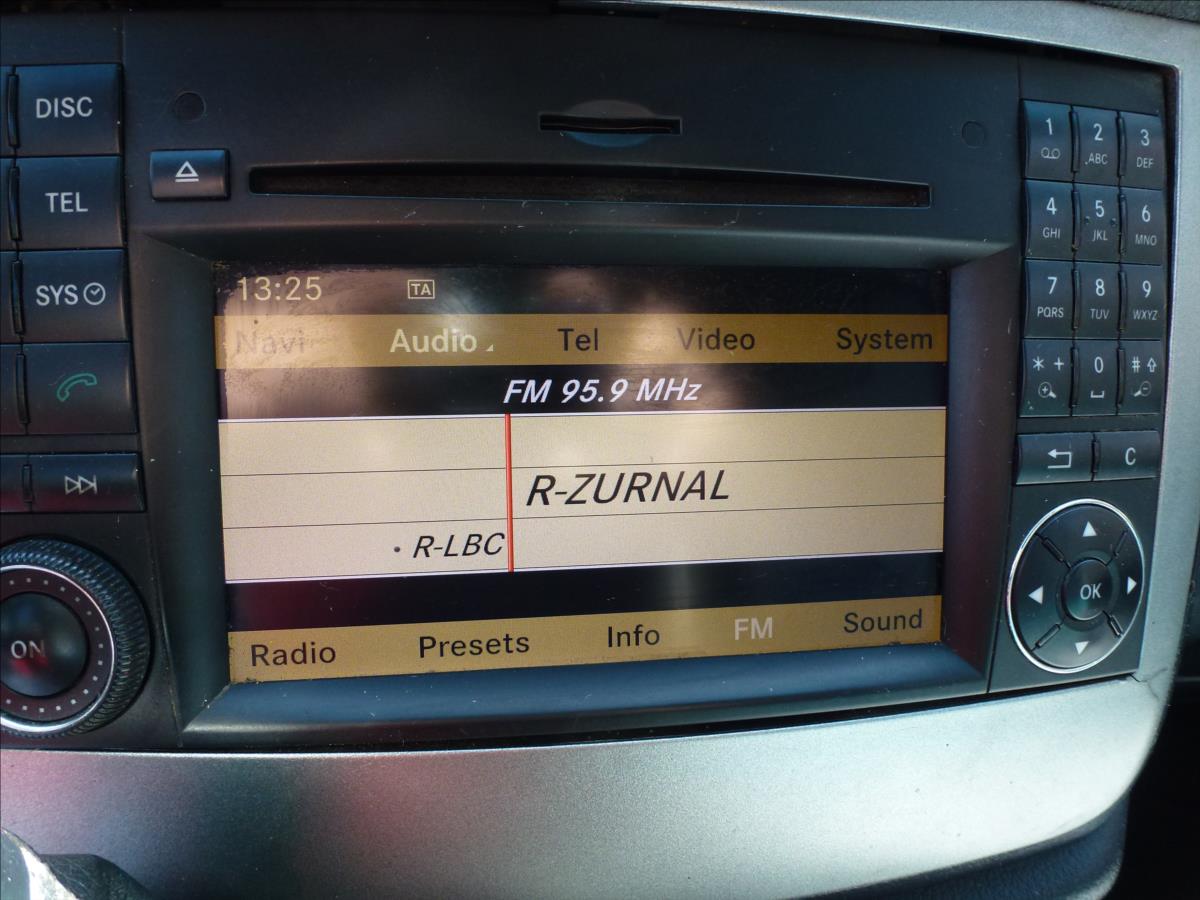 DISC
TEL
SYS
ON
13:25 TA
Navi Audio Tel Video System
FM 95.9 MHz
R-ZURNAL
• R-LBC
Radio Presets Info FM Sound
1 2 3
.ABC DEF
4 5 6
GHI JKL MNO
7 8 9
PQRS TUV WXYZ
* + 0 #
C
OK